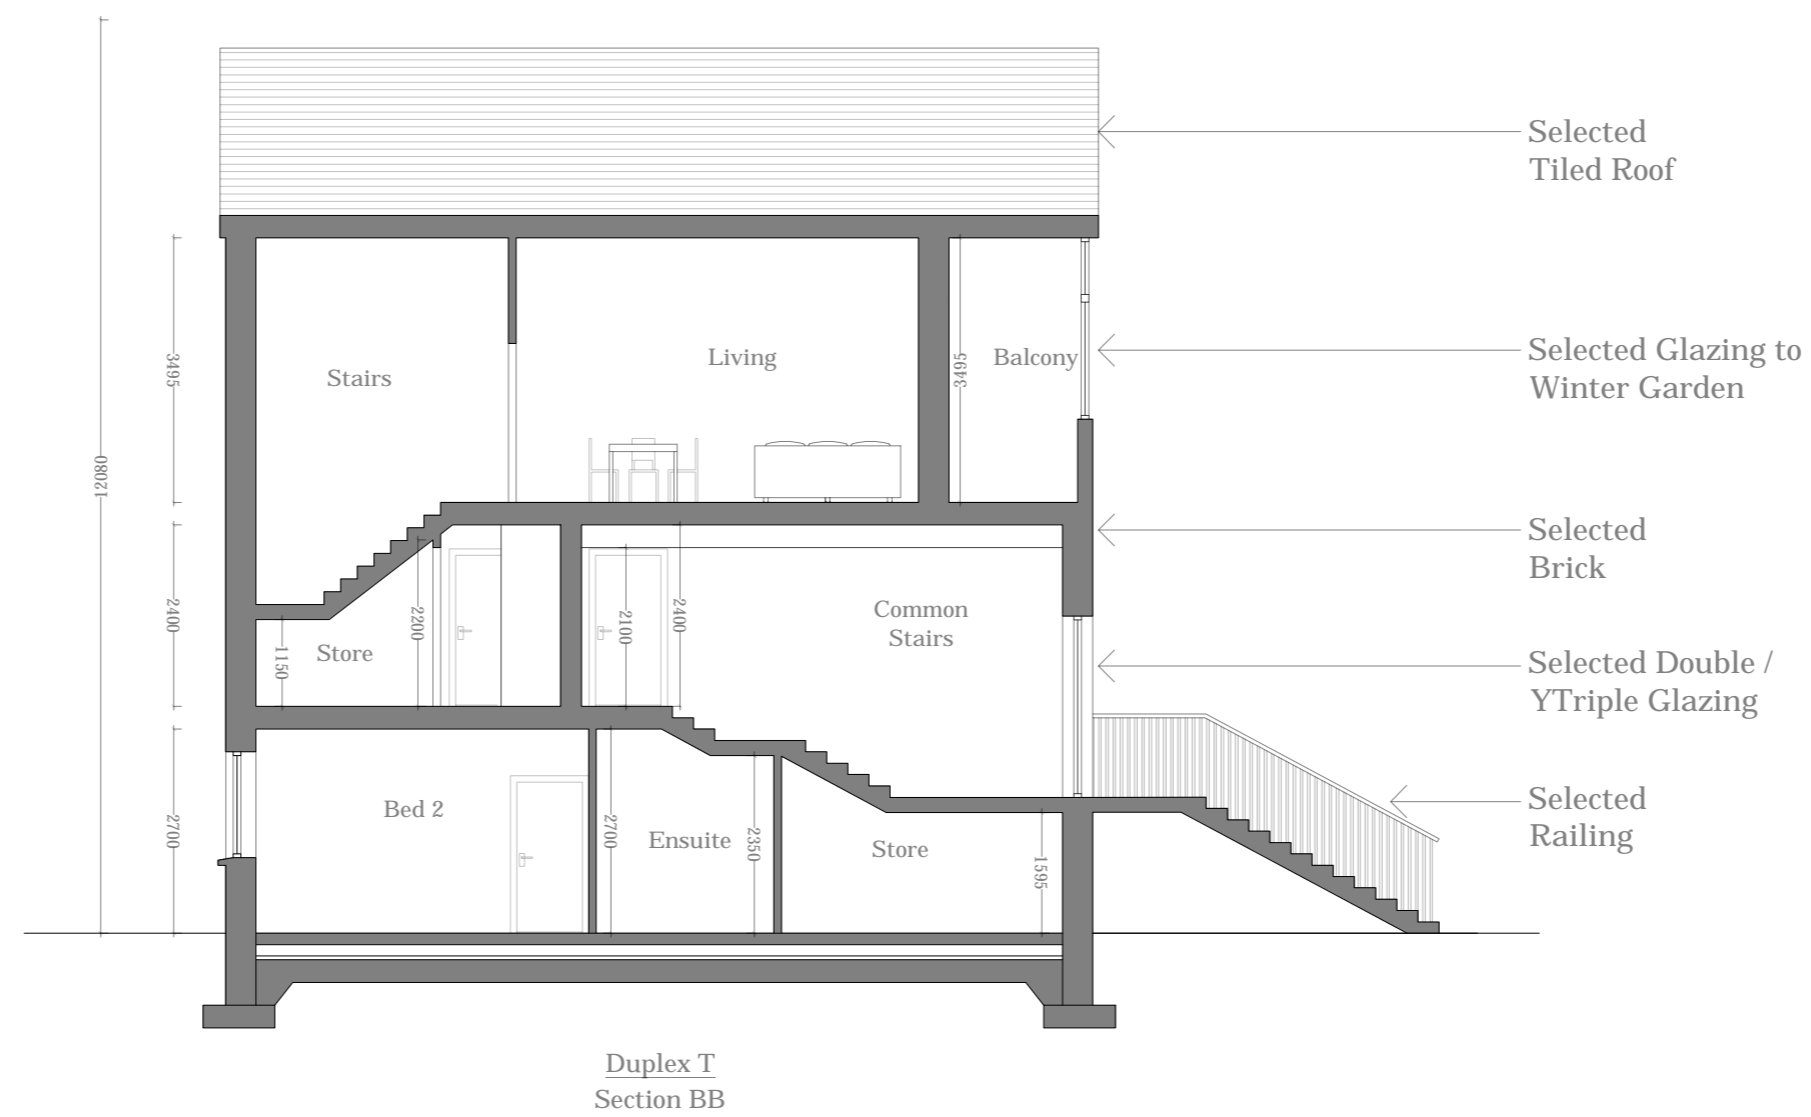 Selected
Tiled Roof
3495
Stairs
Living
3495
Balcony
Selected Glazing to
Winter Garden
12080
Selected
Brick
2400
1150
Store
2200
2100
2400
Common
Stairs
Selected Double /
YTriple Glazing
2700
Bed 2
2700
Ensuite
2350
Store
1595
Selected
Railing
Duplex T
Section BB